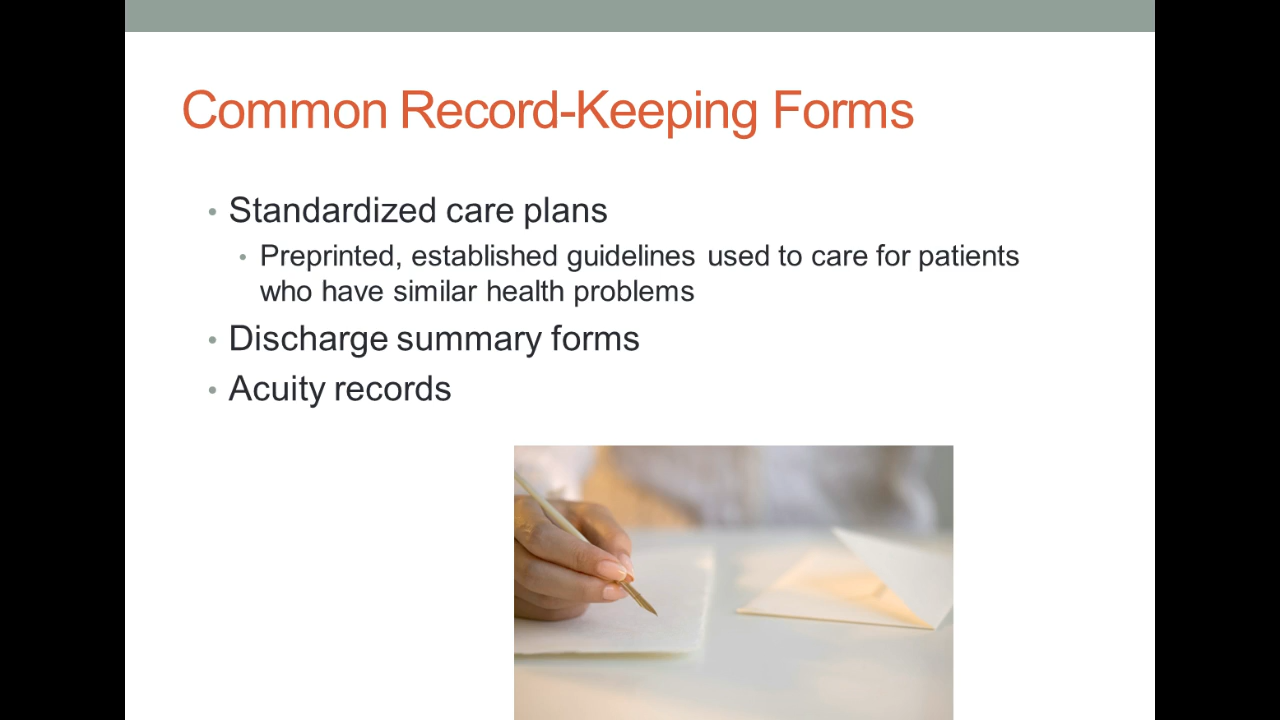 Common Record-Keeping Forms
• Standardized care plans
• Preprinted, established guidelines used to care for patients
who have similar health problems
• Discharge summary forms
• Acuity records